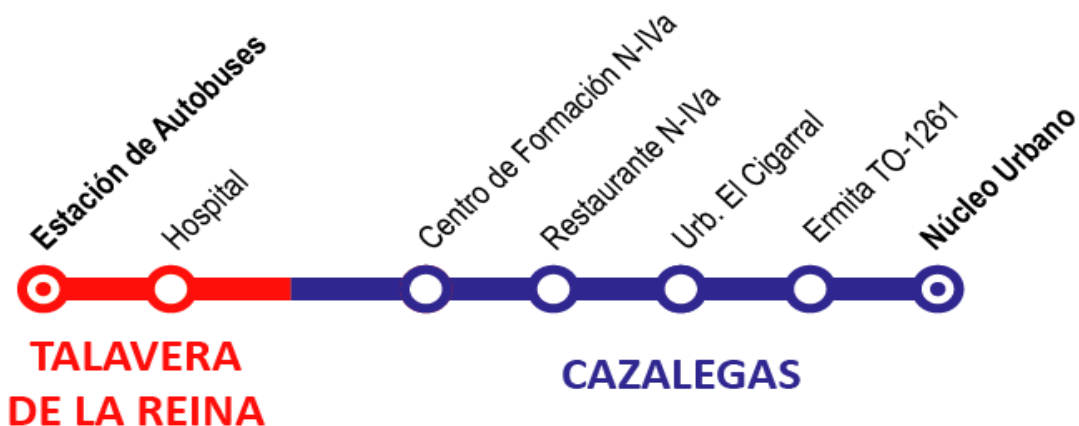 Estación de Autobuses
Hospital
Centro de Formación N-IVa
Restaurante N-IVa
Urb. El Cigarral
Ermita TO-1261
Núcleo Urbano
TALAVERA
DE LA REINA
CAZALEGAS